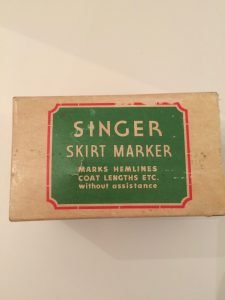 SINGER
SKIRT MARKER
MARKS HEMLINES
COAT LENGTHS ETC.
without assistance